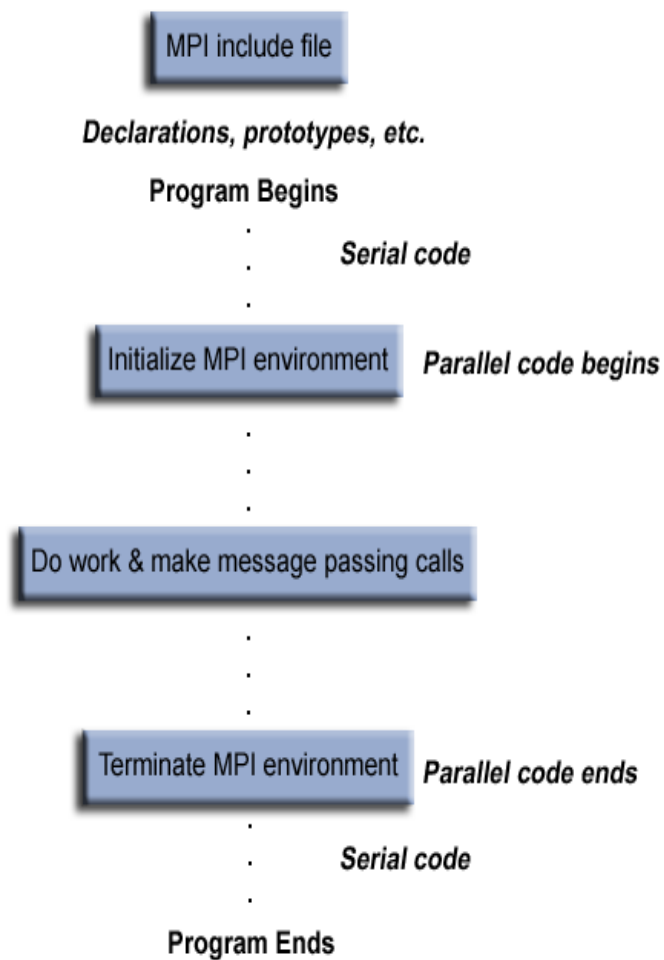 MPI include file
Declarations, prototypes, etc.
Program Begins
Serial code
Initialize MPI environment
Parallel code begins
Do work & make message passing calls
Terminate MPI environment
Parallel code ends
Serial code
Program Ends